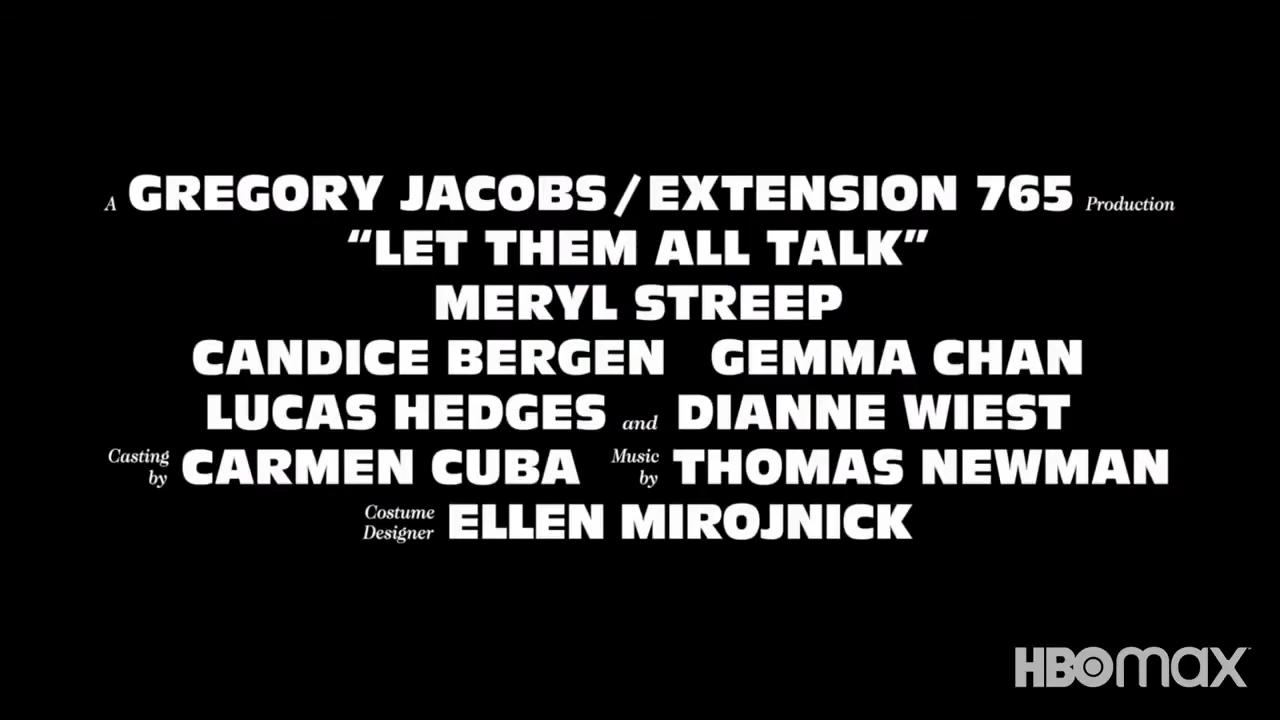 A GREGORY JACOBS/EXTENSION 765 Production
“LET THEM ALL TALK”
MERYL STREEP
CANDICE BERGEN GEMMA CHAN
LUCAS HEDGES and DIANNE WIEST
Casting by CARMEN CUBA Music by THOMAS NEWMAN
Costume Designer ELLEN MIROJNICK
HBOmax